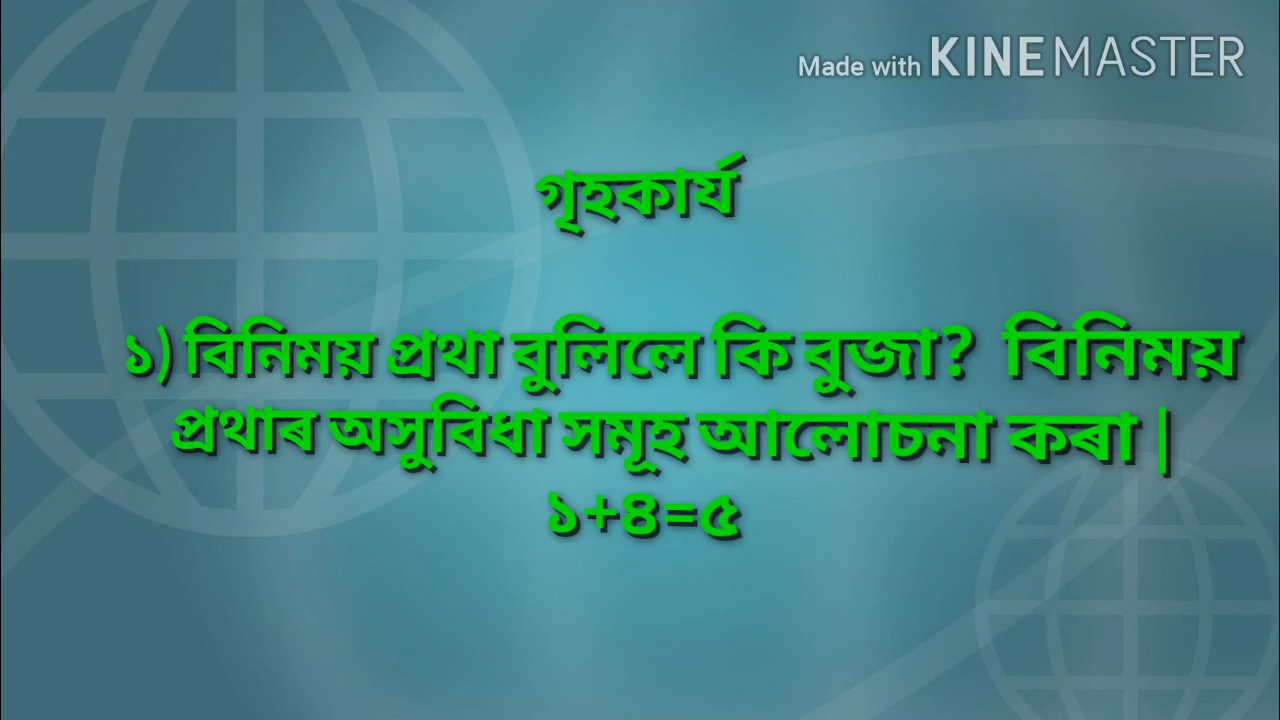 Made with KINEMASTER
গৃহকাৰ্য
১) বিনিময় প্ৰথা বুলিলে কি বুজা? বিনিময়
প্ৰথাৰ অসুবিধা সমূহ আলোচনা কৰা |
১+৪=৫